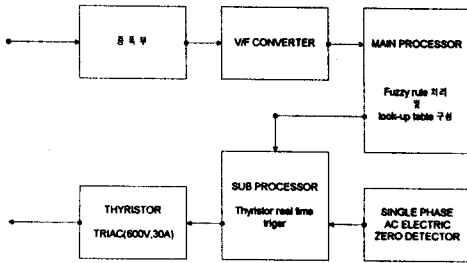 증 폭 부
V/F CONVERTER
MAIN PROCESSOR
Fuzzy rule 처리
및
look-up table 구성
SUB PROCESSOR
Thyristor real time
triger
THYRISTOR
TRIAC(600V,30A)
SINGLE PHASE
AC ELECTRIC
ZERO DETECTOR